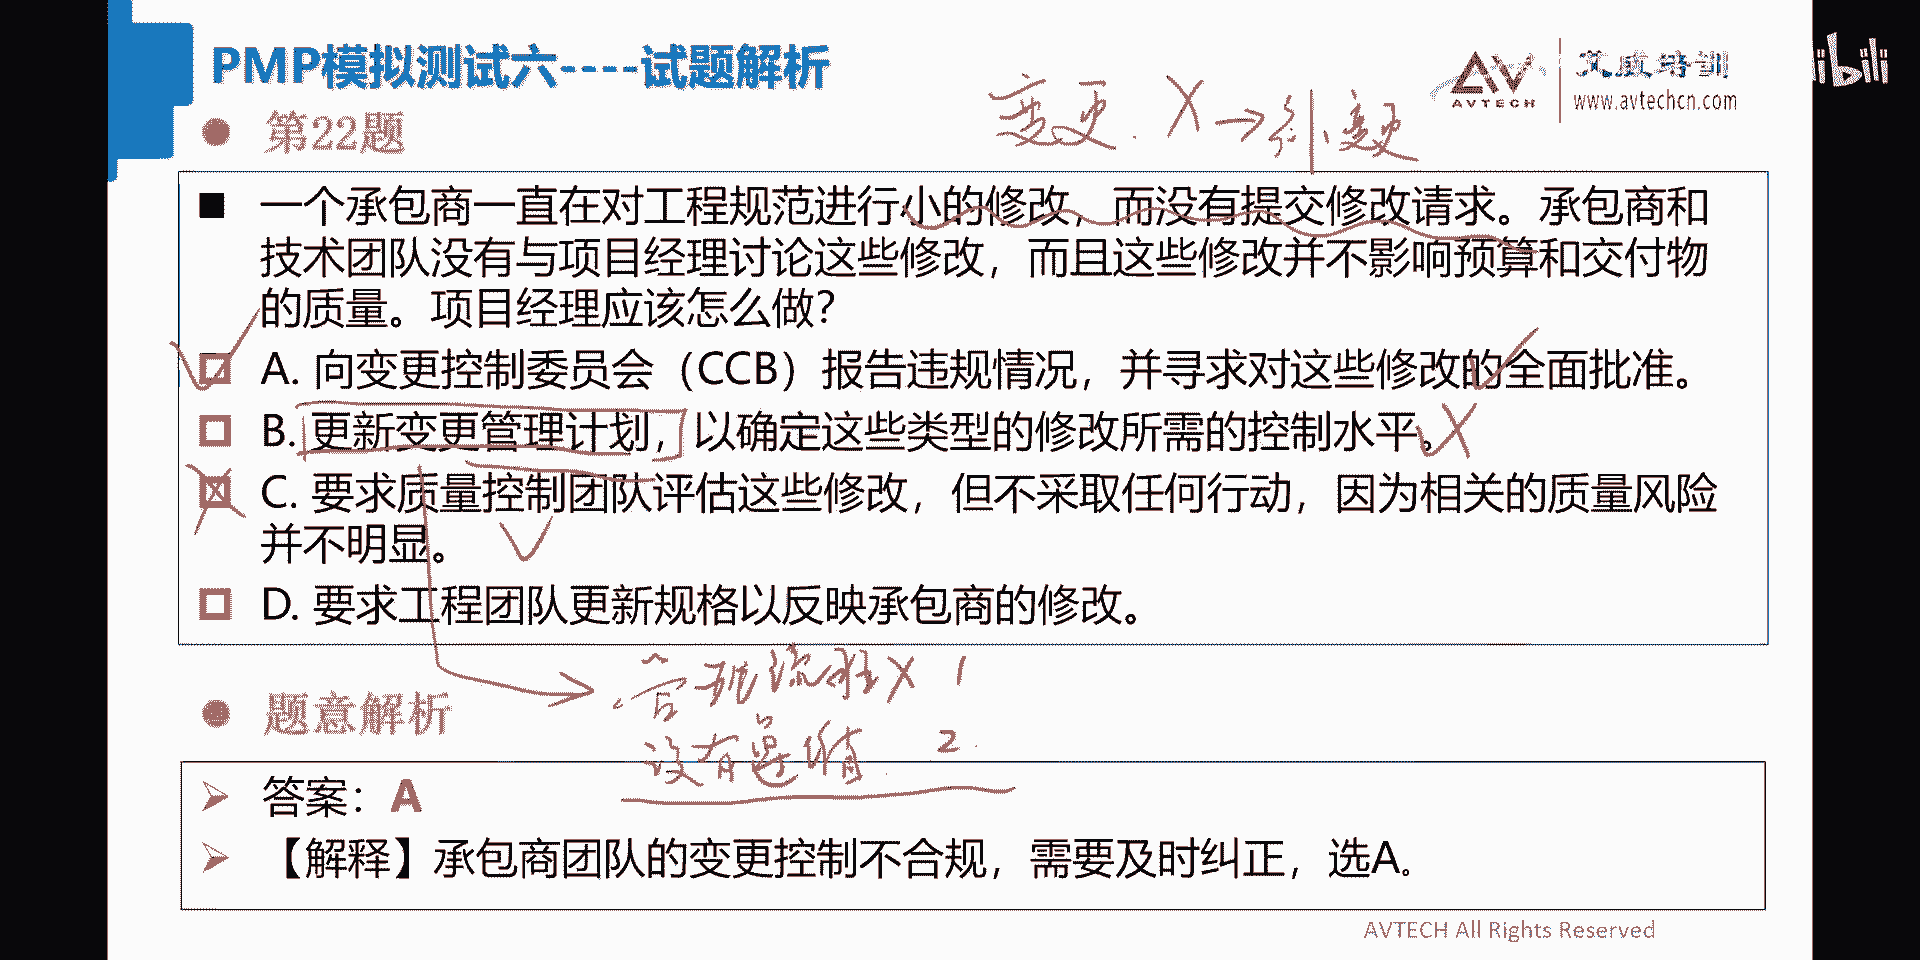 PMP模拟测试六----试题解析
AVTECH
艾威培训
www.avtechcn.com
libili
第22题
变更. X→补变更
一个承包商一直在对工程规范进行小的修改，而没有提交修改请求。承包商和
技术团队没有与项目经理讨论这些修改，而且这些修改并不影响预算和交付物
的质量。项目经理应该怎么做？
A. 向变更控制委员会（CCB）报告违规情况，并寻求对这些修改的全面批准。
B. 更新变更管理计划，以确定这些类型的修改所需的控制水平。
C. 要求质量控制团队评估这些修改，但不采取任何行动，因为相关的质量风险
并不明显。
D. 要求工程团队更新规格以反映承包商的修改。
X 1
没有遵循 2.
题意解析
答案：A
【解释】承包商团队的变更控制不合规，需要及时纠正，选A。
AVTECH All Rights Reserved